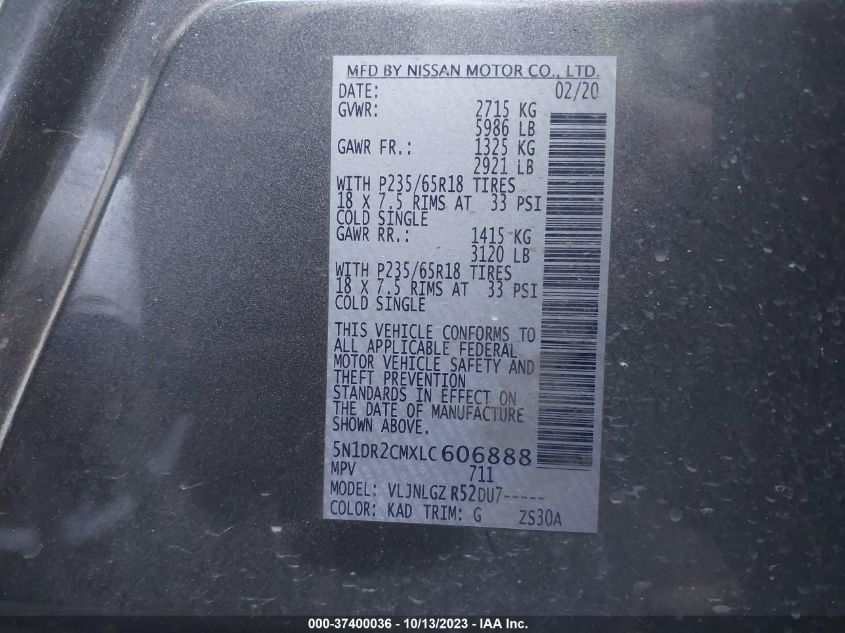 MFD BY NISSAN MOTOR CO., LTD.
DATE: 02/20
GVWR: 2715 KG
5986 LB
GAWR FR.: 1325 KG
2921 LB
WITH P235/65R18 TIRES
18 X 7.5 RIMS AT 33 PSI
COLD SINGLE
GAWR RR.: 1415 KG
3120 LB
WITH P235/65R18 TIRES
18 X 7.5 RIMS AT 33 PSI
COLD SINGLE
THIS VEHICLE CONFORMS TO
ALL APPLICABLE FEDERAL
MOTOR VEHICLE SAFETY AND
THEFT PREVENTION
STANDARDS IN EFFECT ON
THE DATE OF MANUFACTURE
SHOWN ABOVE.
5N1DR2CMXLC606888
MPV 711
MODEL: VLJNLGZ R52DU7-----
COLOR: KAD TRIM: G ZS30A
000-37400036 - 10/13/2023 - IAA Inc.